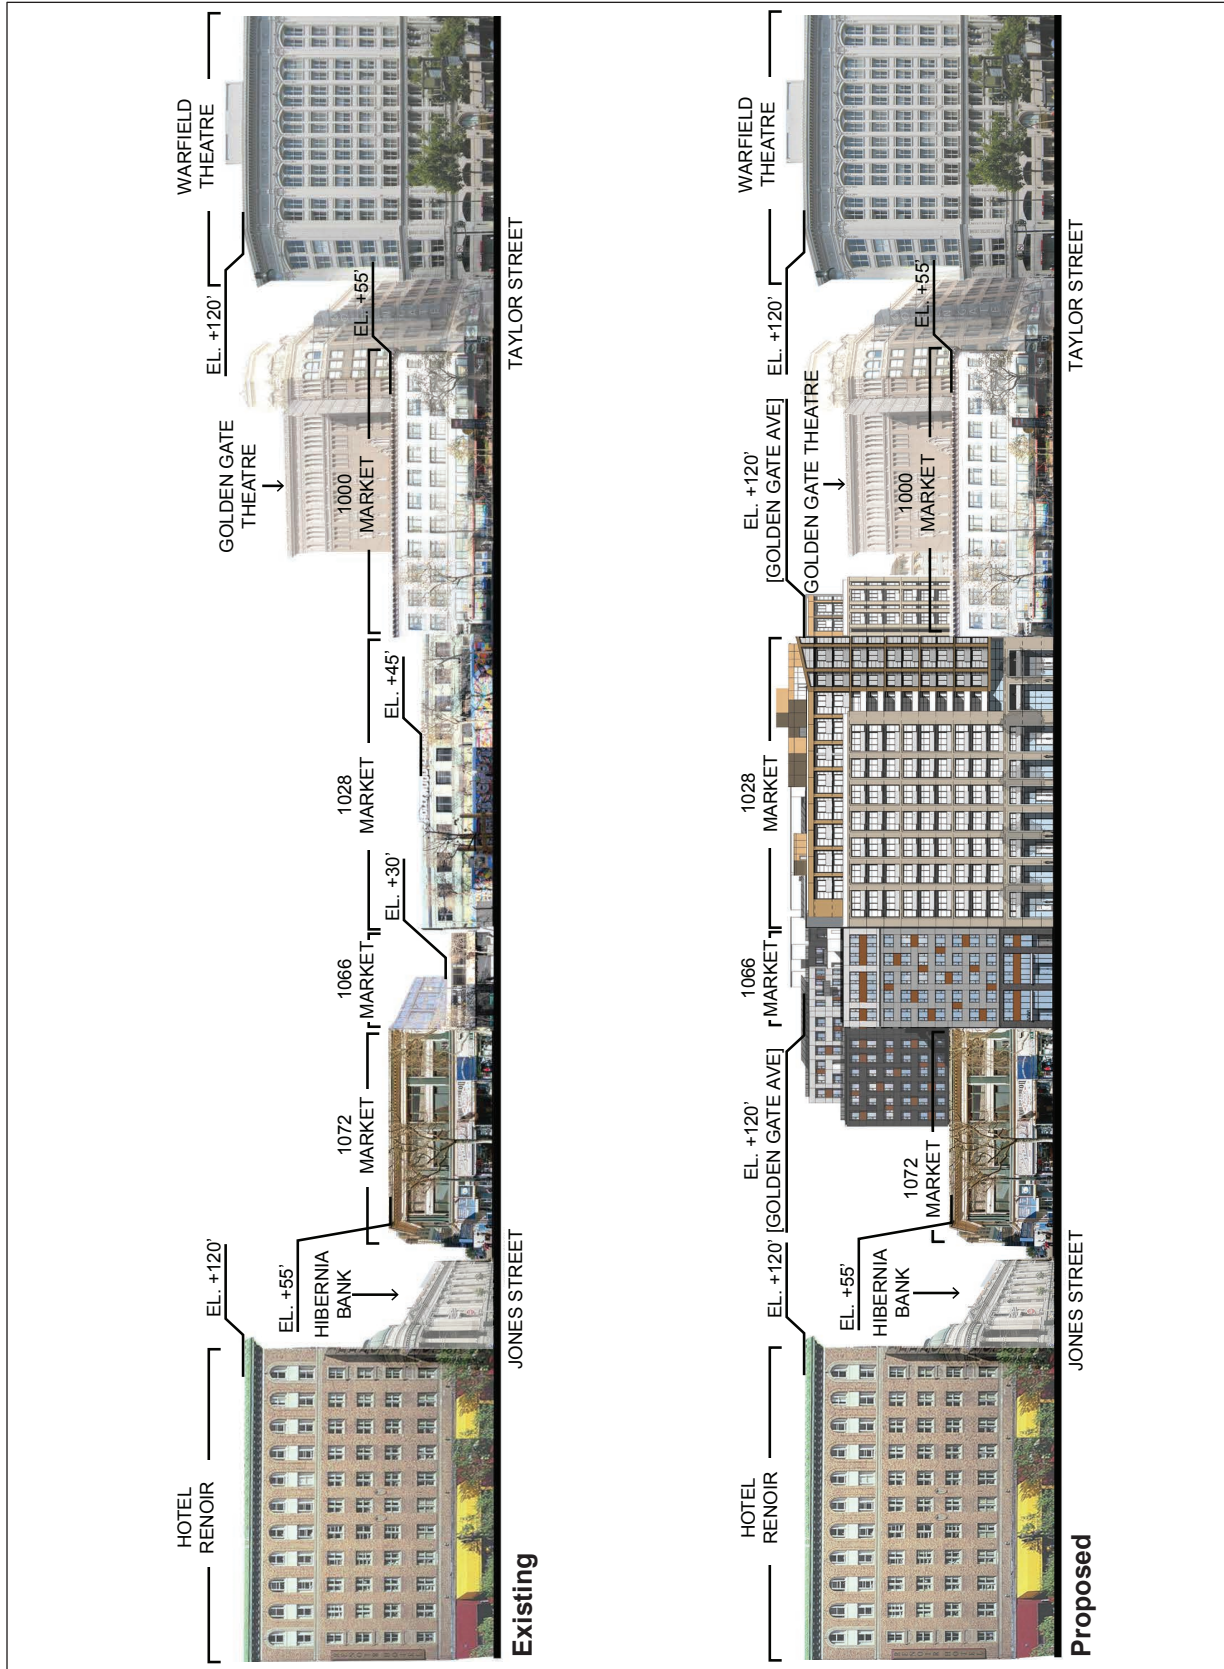 HOTEL
RENOIR
EL. +120'
EL. +55'
HIBERNIA
BANK
1072
MARKET
1066
MARKET
EL. +30'
1028
MARKET
EL. +45'
GOLDEN GATE
THEATRE
1000
MARKET
EL. +55'
EL. +120'
WARFIELD
THEATRE
JONES STREET
TAYLOR STREET
Existing
HOTEL
RENOIR
EL. +120'
EL. +55'
HIBERNIA
BANK
EL. +120'
[GOLDEN GATE AVE]
1072
MARKET
1066
MARKET
1028
MARKET
EL. +120'
[GOLDEN GATE AVE]
GOLDEN GATE THEATRE
1000
MARKET
EL. +55'
EL. +120'
WARFIELD
THEATRE
JONES STREET
TAYLOR STREET
Proposed